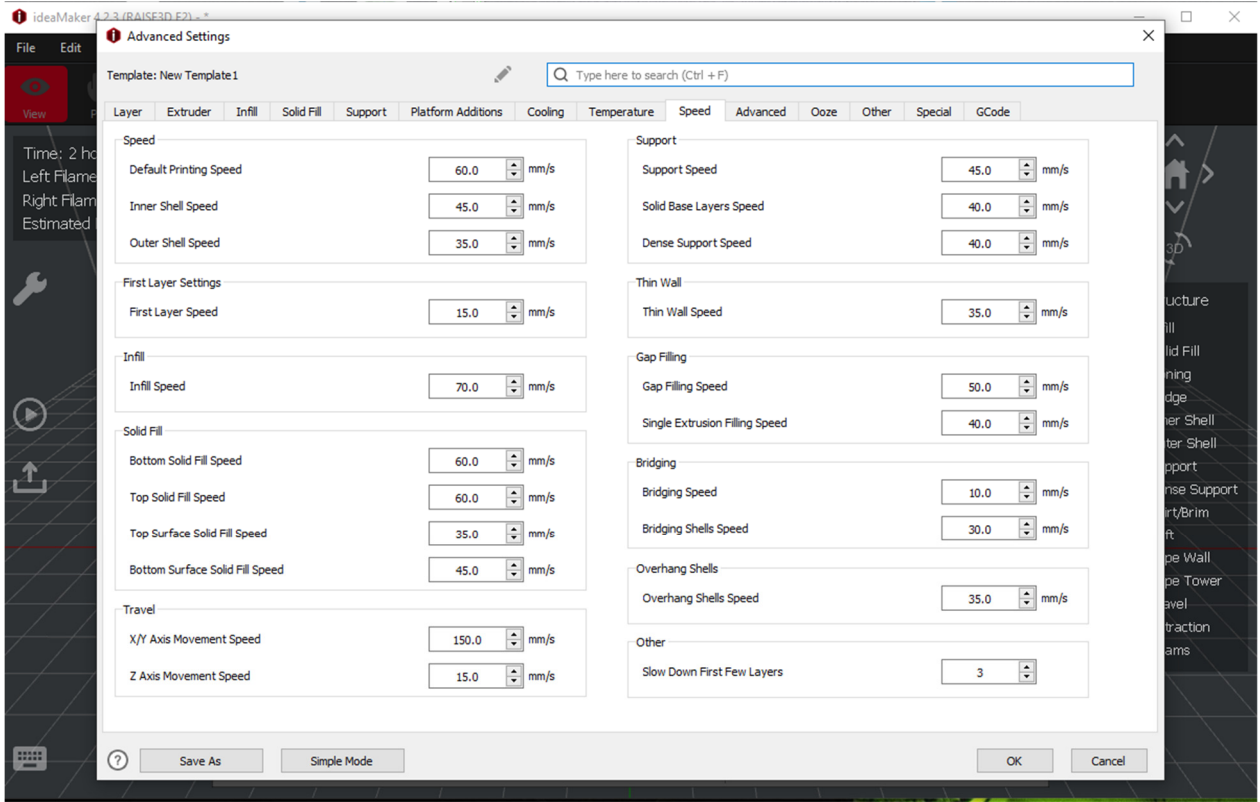 ideaMaker 4.2.3 (RAISE3D E2) - *
File Edit
View
Time: 2 ho
Left Filame
Right Filam
Estimated
Advanced Settings
Template: New Template1
Type here to search (Ctrl + F)
Layer Extruder Infill Solid Fill Support Platform Additions Cooling Temperature Speed Advanced Ooze Other Special GCode
Speed
Default Printing Speed 60.0 mm/s
Inner Shell Speed 45.0 mm/s
Outer Shell Speed 35.0 mm/s
First Layer Settings
First Layer Speed 15.0 mm/s
Infill
Infill Speed 70.0 mm/s
Solid Fill
Bottom Solid Fill Speed 60.0 mm/s
Top Solid Fill Speed 60.0 mm/s
Top Surface Solid Fill Speed 35.0 mm/s
Bottom Surface Solid Fill Speed 45.0 mm/s
Travel
X/Y Axis Movement Speed 150.0 mm/s
Z Axis Movement Speed 15.0 mm/s
Support
Support Speed 45.0 mm/s
Solid Base Layers Speed 40.0 mm/s
Dense Support Speed 40.0 mm/s
Thin Wall
Thin Wall Speed 35.0 mm/s
Gap Filling
Gap Filling Speed 50.0 mm/s
Single Extrusion Filling Speed 40.0 mm/s
Bridging
Bridging Speed 10.0 mm/s
Bridging Shells Speed 30.0 mm/s
Overhang Shells
Overhang Shells Speed 35.0 mm/s
Other
Slow Down First Few Layers 3
? Save As Simple Mode OK Cancel
3D
ucture
ill
lid Fill
ning
dge
ner Shell
ter Shell
pport
nse Support
irt/Brim
ft
pe Wall
pe Tower
avel
traction
ams